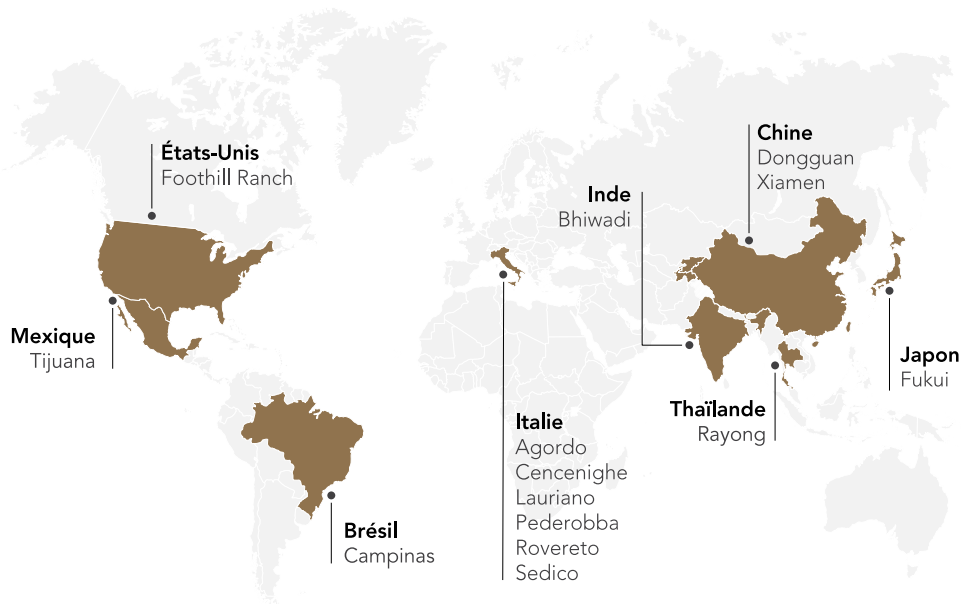 États-Unis
Foothill Ranch
Mexique
Tijuana
Brésil
Campinas
Italie
Agordo
Cencenighe
Lauriano
Pederobba
Rovereto
Sedico
Inde
Bhiwadi
Chine
Dongguan
Xiamen
Thaïlande
Rayong
Japon
Fukui